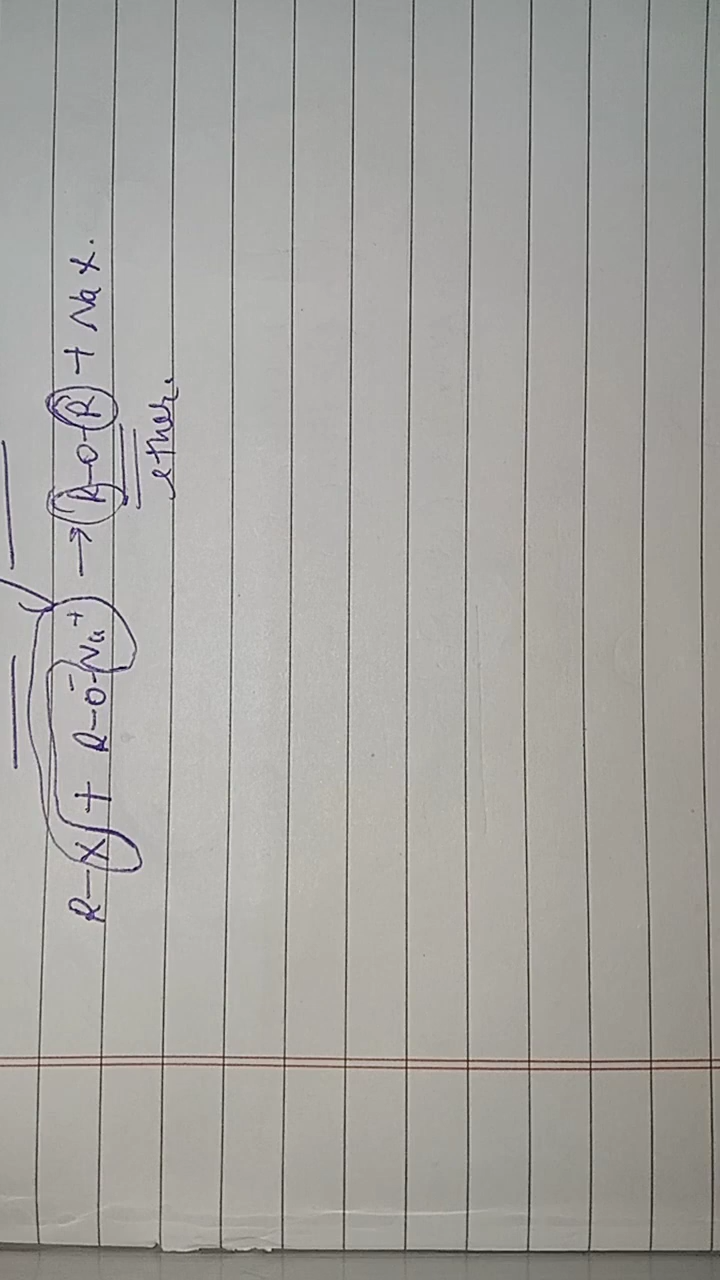 R-X + R-O⁻Na⁺ → R-O-R + NaX.
ether.